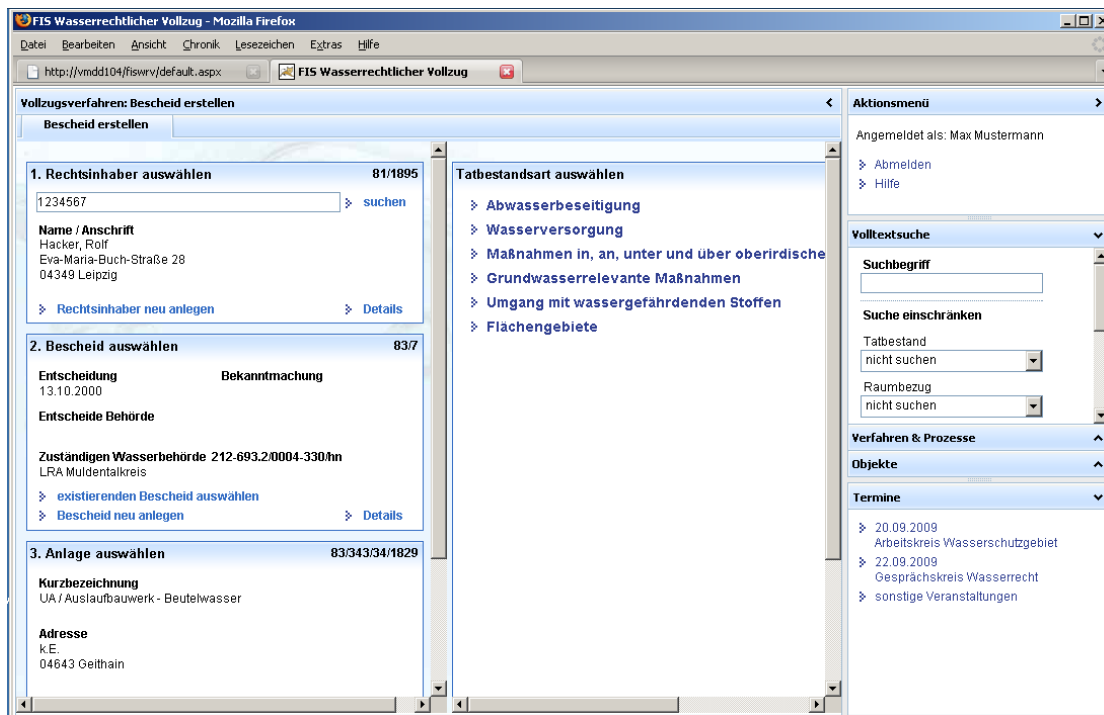 FIS Wasserrechtlicher Vollzug - Mozilla Firefox
Datei Bearbeiten Ansicht Chronik Lesezeichen Extras Hilfe
http://vmdd104/fiswrv/default.aspx
FIS Wasserrechtlicher Vollzug
Vollzugsverfahren: Bescheid erstellen
Bescheid erstellen
1. Rechtsinhaber auswählen 81/1895
1234567 suchen
Name / Anschrift
Hacker, Rolf
Eva-Maria-Buch-Straße 28
04349 Leipzig
Rechtsinhaber neu anlegen Details
2. Bescheid auswählen 83/7
Entscheidung Bekanntmachung
13.10.2000
Entscheide Behörde
Zuständigen Wasserbehörde 212-693.2/0004-330/hn
LRA Muldentalkreis
existierenden Bescheid auswählen
Bescheid neu anlegen Details
3. Anlage auswählen 83/343/34/1829
Kurzbezeichnung
UA / Auslaufbauwerk - Beutelwasser
Adresse
k.E.
04643 Geithain
Tatbestandsart auswählen
Abwasserbeseitigung
Wasserversorgung
Maßnahmen in, an, unter und über oberirdische
Grundwasserrelevante Maßnahmen
Umgang mit wassergefährdenden Stoffen
Flächengebiete
Aktionsmenü
Angemeldet als: Max Mustermann
Abmelden
Hilfe
Volltextsuche
Suchbegriff
Suche einschränken
Tatbestand
nicht suchen
Raumbezug
nicht suchen
Verfahren & Prozesse
Objekte
Termine
20.09.2009
Arbeitskreis Wasserschutzgebiet
22.09.2009
Gesprächskreis Wasserrecht
sonstige Veranstaltungen